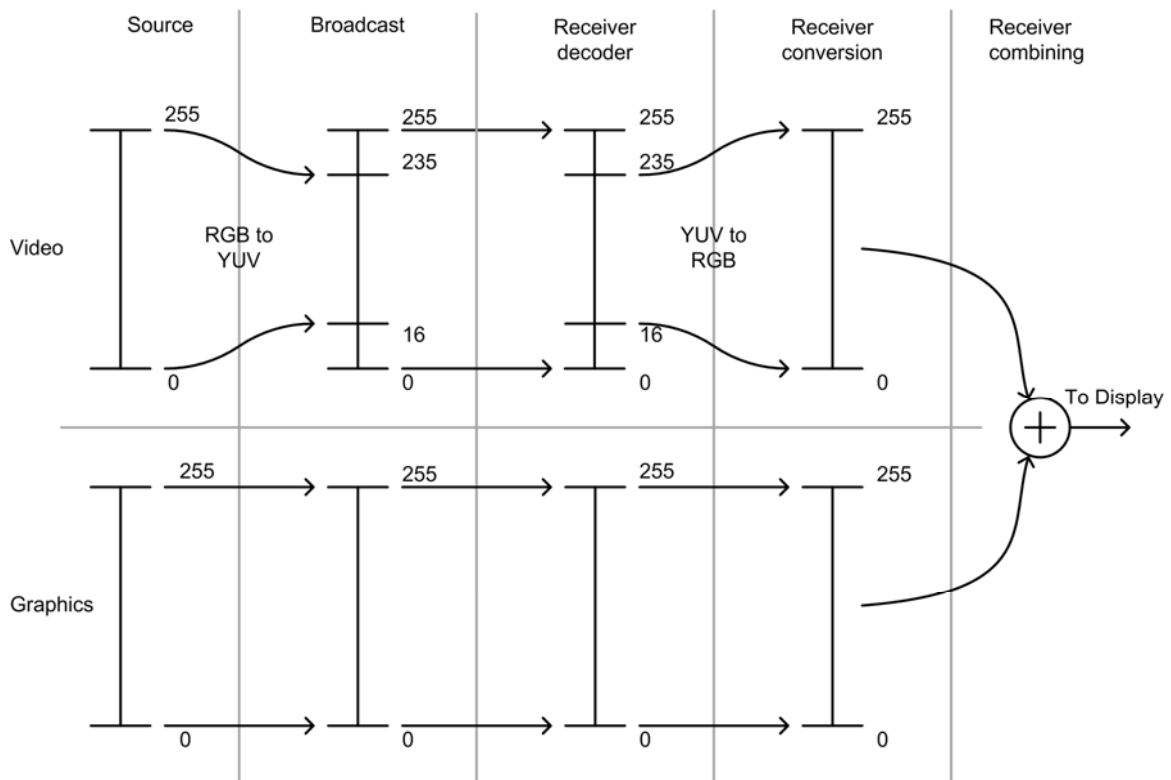 Source
Broadcast
Receiver
decoder
Receiver
conversion
Receiver
combining
255
255
255
255
235
235
Video
RGB to
YUV
YUV to
RGB
16
16
0
0
0
0
To Display
255
255
255
255
Graphics
0
0
0
0